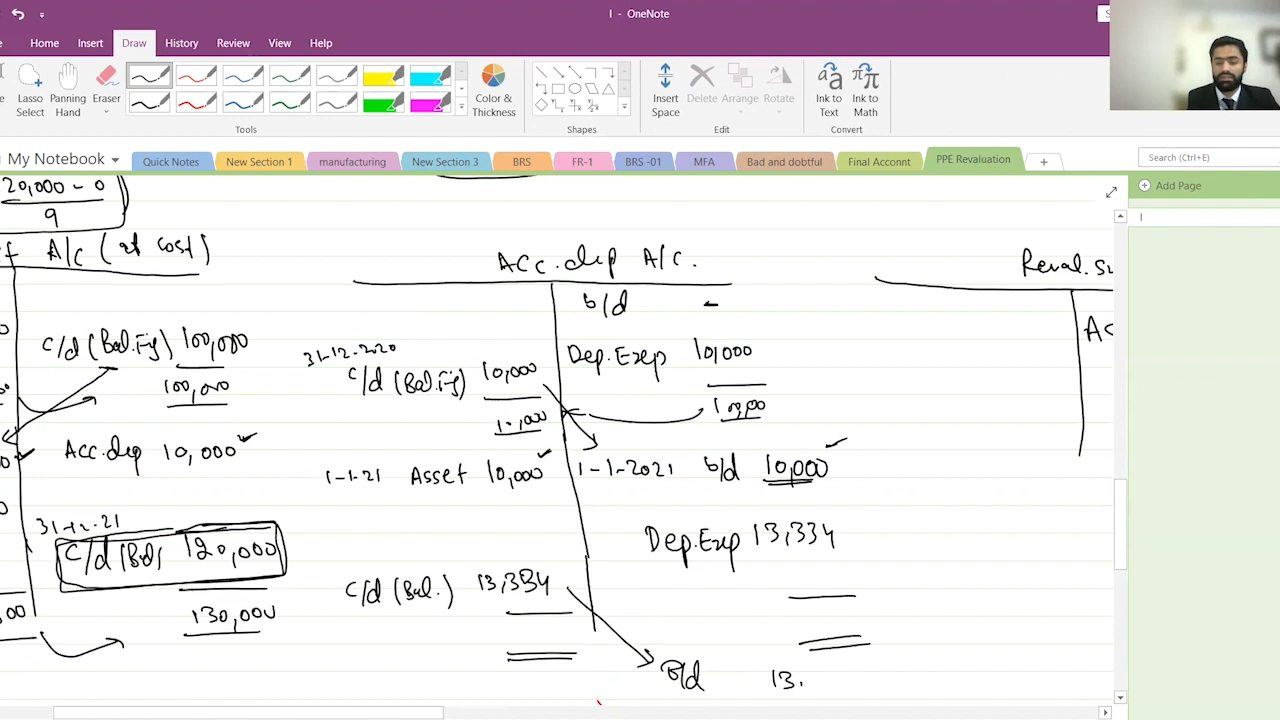 I - OneNote
Home Insert Draw History Review View Help
Lasso Select
Panning Hand
Eraser
Color & Thickness
Insert Space
Delete Arrange Rotate
Ink to Text
Ink to Math
Tools Shapes Edit Convert
My Notebook
Quick Notes New Section 1 manufacturing New Section 3 BRS FR-1 BRS -01 MFA Bad and dobtful Final Acconnt PPE Revaluation
Search (Ctrl+E)
Add Page
I
20,000 - 0
9
A/C (at cost)
c/d (Bal.Fig) 100,000
100,000
Acc.dep 10,000
31-12-21
c/d (Bal) 120,000
130,000
Acc.dep A/C.
b/d -
31-12-2020
Dep.Exep 10,000
c/d (Bal.Fig) 10,000
10,000
10,000
1-1-21 Asset 10,000
1-1-2021 b/d 10,000
Dep.Exp 13,334
c/d (Bal.) 13,334
B/d 13.
Reval.su
Ac